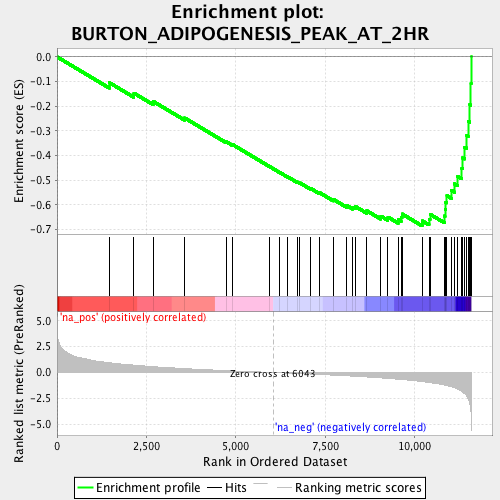 Enrichment plot:
BURTON_ADIPOGENESIS_PEAK_AT_2HR
Enrichment score (ES)
0.0
-0.1
-0.2
-0.3
-0.4
-0.5
-0.6
-0.7
'na_pos' (positively correlated)
Ranked list metric (PreRanked)
5.0
2.5
0.0
-2.5
-5.0
Zero cross at 6043
'na_neg' (negatively correlated)
0
2,500
5,000
7,500
10,000
Rank in Ordered Dataset
Enrichment profile
Hits
Ranking metric scores